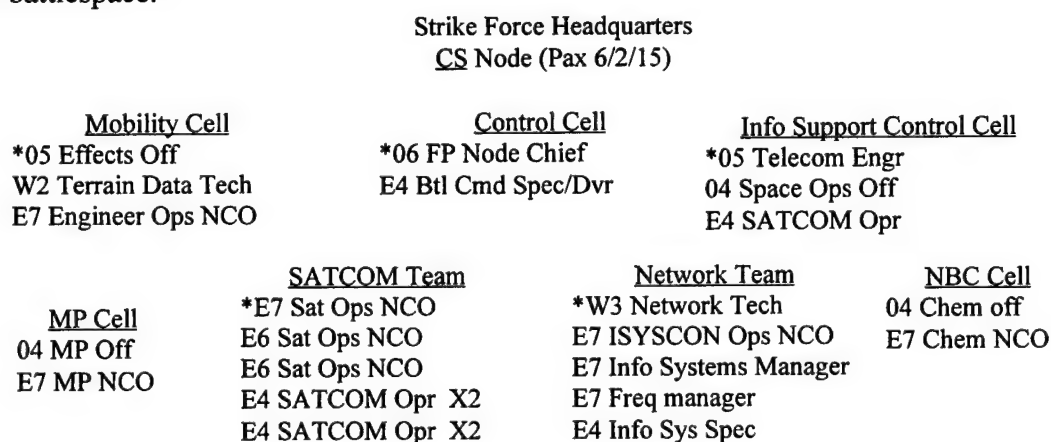 Strike Force Headquarters
CS Node (Pax 6/2/15)
Mobility Cell
*05 Effects Off
W2 Terrain Data Tech
E7 Engineer Ops NCO
Control Cell
*06 FP Node Chief
E4 Btl Cmd Spec/Dvr
Info Support Control Cell
*05 Telecom Engr
04 Space Ops Off
E4 SATCOM Opr
MP Cell
04 MP Off
E7 MP NCO
SATCOM Team
*E7 Sat Ops NCO
E6 Sat Ops NCO
E6 Sat Ops NCO
E4 SATCOM Opr X2
E4 SATCOM Opr X2
Network Team
*W3 Network Tech
E7 ISYSCON Ops NCO
E7 Info Systems Manager
E7 Freq manager
E4 Info Sys Spec
NBC Cell
04 Chem off
E7 Chem NCO